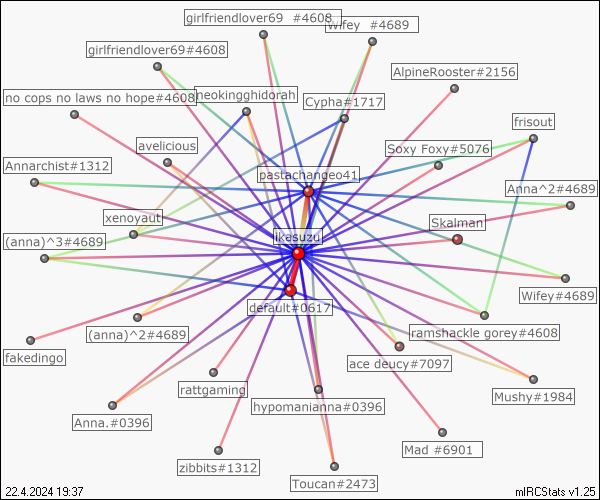 girlfriendlover69 #4608
Wifey #4689
girlfriendlover69#4608
AlpineRooster#2156
no cops no laws no hope#4608
neokingghidorah
Cypha#1717
frisout
avelicious
Soxy Foxy#5076
Annarchist#1312
pastachangeo41
Anna^2#4689
xenoyaut
Skalman
(anna)^3#4689
ikasuzu
Wifey#4689
default#0617
(anna)^2#4689
ramshackle gorey#4608
fakedingo
ace deucy#7097
rattgaming
Mushy#1984
hypomanianna#0396
Anna.#0396
Mad #6901
zibbits#1312
Toucan#2473
22.4.2024 19:37
mIRCStats v1.25